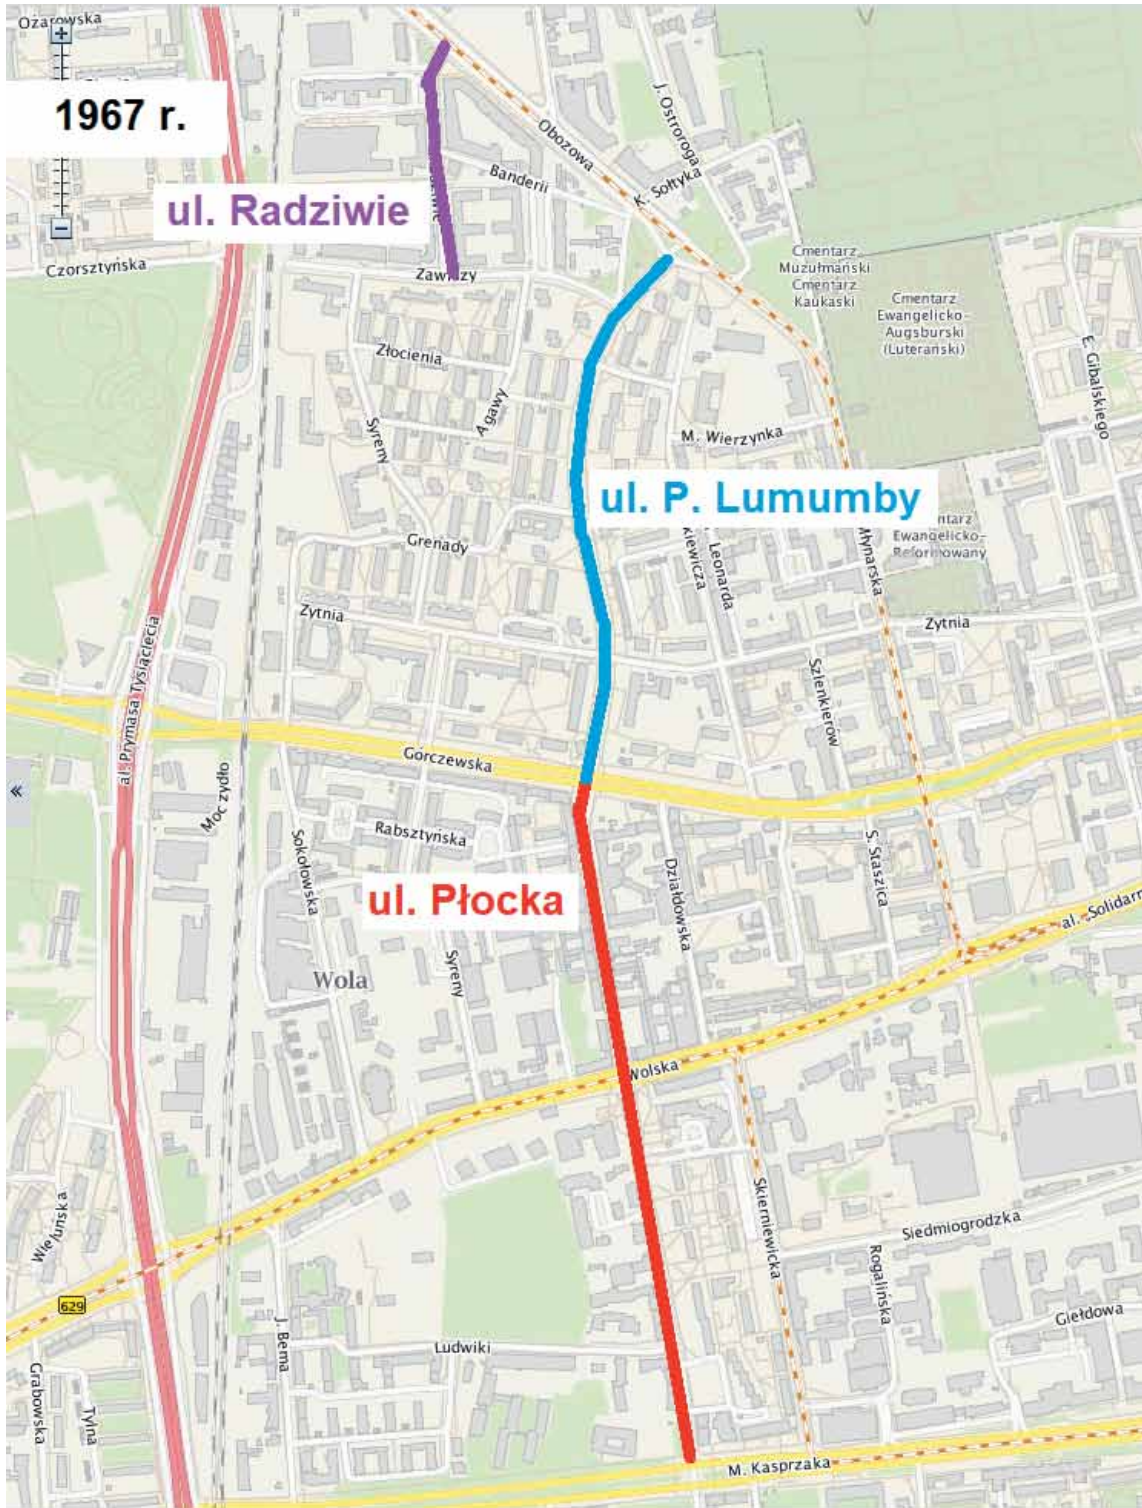 Ożarowska
1967 r.
J. Ostroroga
Obozowa
Banderii
K. Sołtyka
ul. Radziwie
Czorsztyńska
Zawiszy
Cmentarz
Muzułmański
Cmentarz
Kaukaski
Cmentarz
Ewangelicko-
Augsburski
(Luterański)
E. Gibalskiego
Złocienia
Agawy
Syreny
M. Wierzynka
ul. P. Lumumby
Ewangelicko-
Reformowany
Młynarska
Grenady
kiewicza
Leonarda
Żytnia
Żytnia
Szlenkierów
al. Prymasa Tysiąclecia
Górczewska
«
Moczydło
Rabsztyńska
Sokołowska
Działdowska
S. Staszica
ul. Płocka
al. „Solidarn
Syreny
Wola
Wolska
Skierniewicka
Wieluńska
Siedmiogrodzka
Rogalińska
629
Giełdowa
J. Bema
Ludwiki
Grabowska
Tylna
M. Kasprzaka